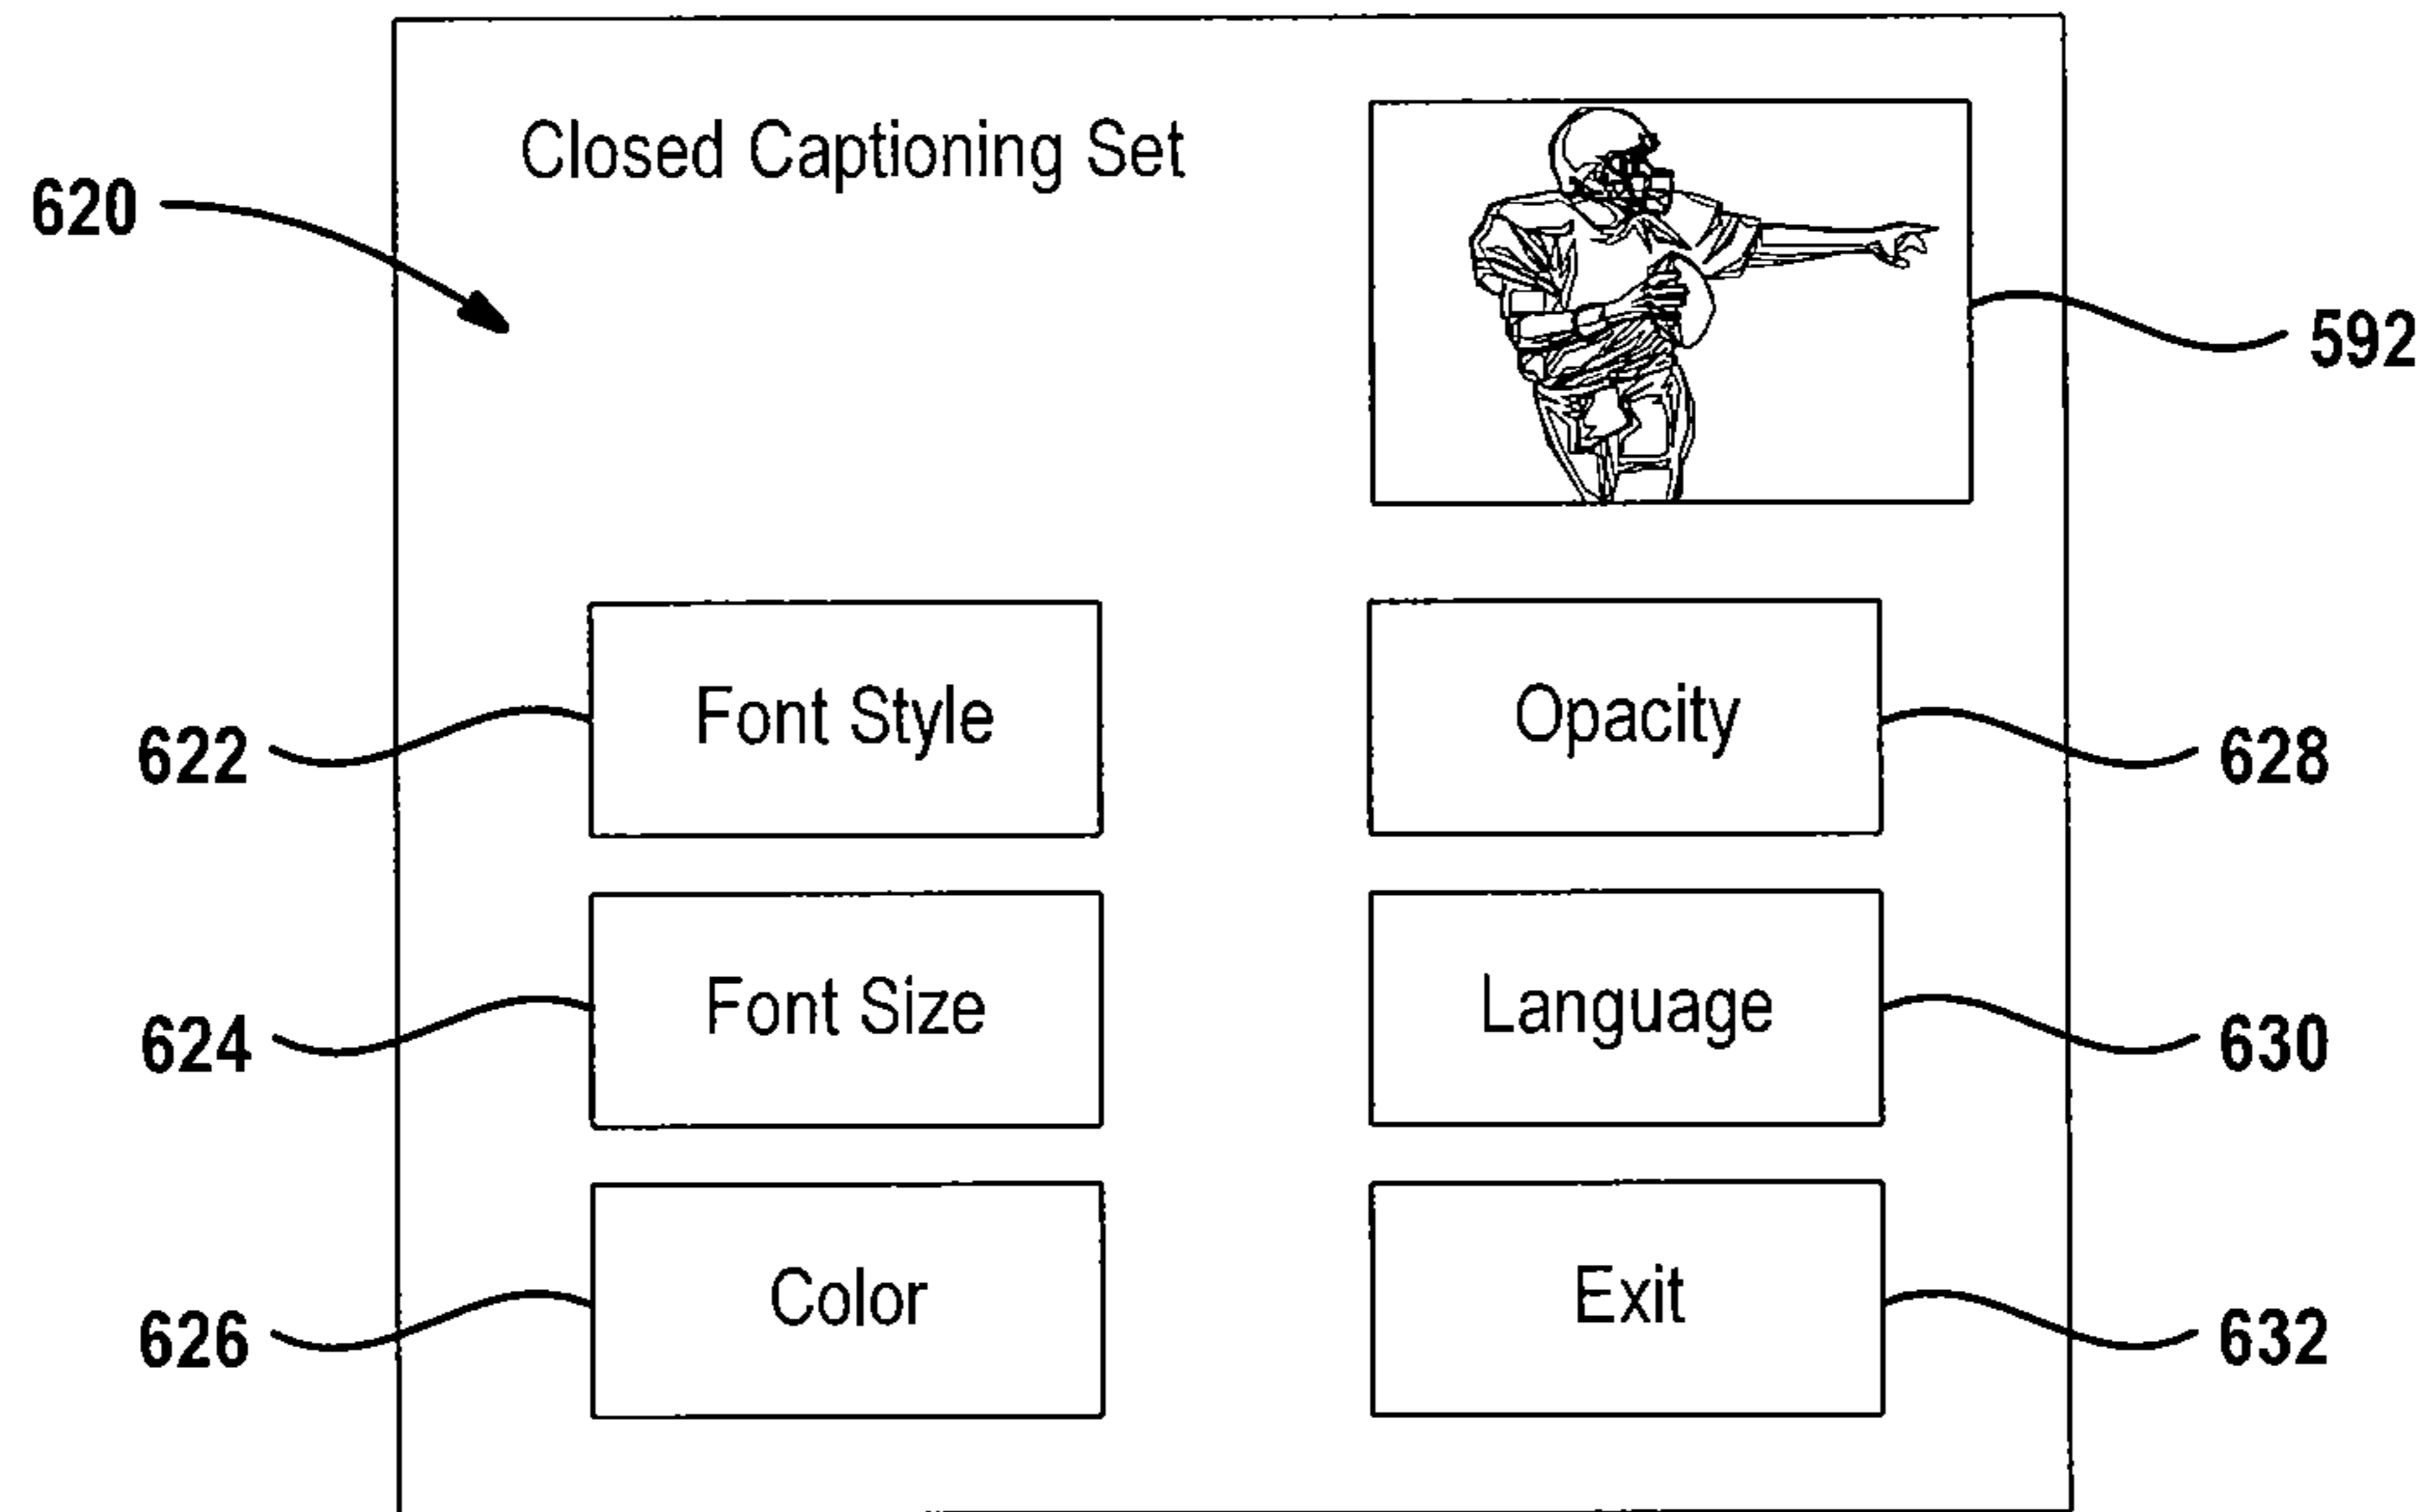 Closed Captioning Set
620
592
Font Style
Opacity
622
628
Font Size
Language
624
630
Color
Exit
626
632